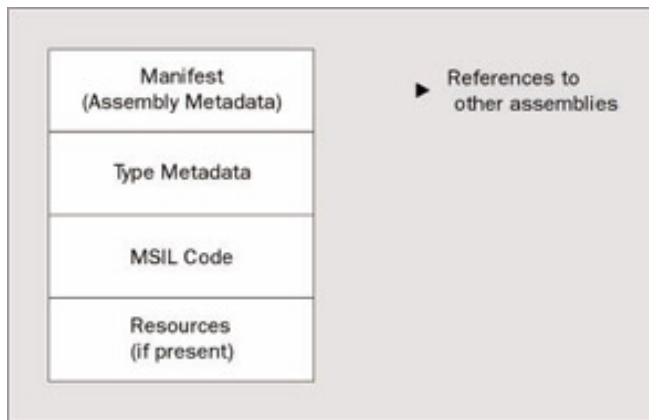 Manifest
(Assembly Metadata)
References to
other assemblies
Type Metadata
MSIL Code
Resources
(if present)